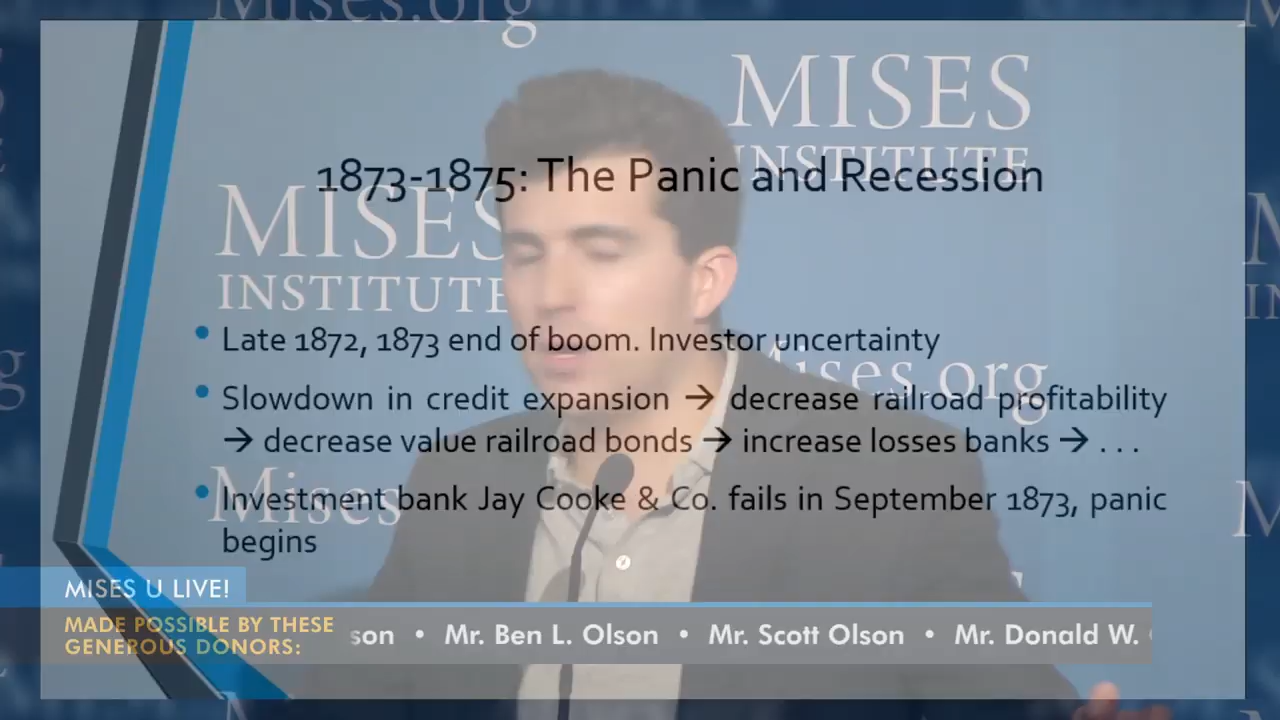 Mises.org
MISES
INSTITUTE
1873-1875: The Panic and Recession
MISES
INSTITUTE
Late 1872, 1873 end of boom. Investor uncertainty
Mises.org
Slowdown in credit expansion → decrease railroad profitability
→ decrease value railroad bonds → increase losses banks → . . .
Mises
Investment bank Jay Cooke & Co. fails in September 1873, panic
begins
MISES U LIVE!
MADE POSSIBLE BY THESE
GENEROUS DONORS:
son • Mr. Ben L. Olson • Mr. Scott Olson • Mr. Donald W.